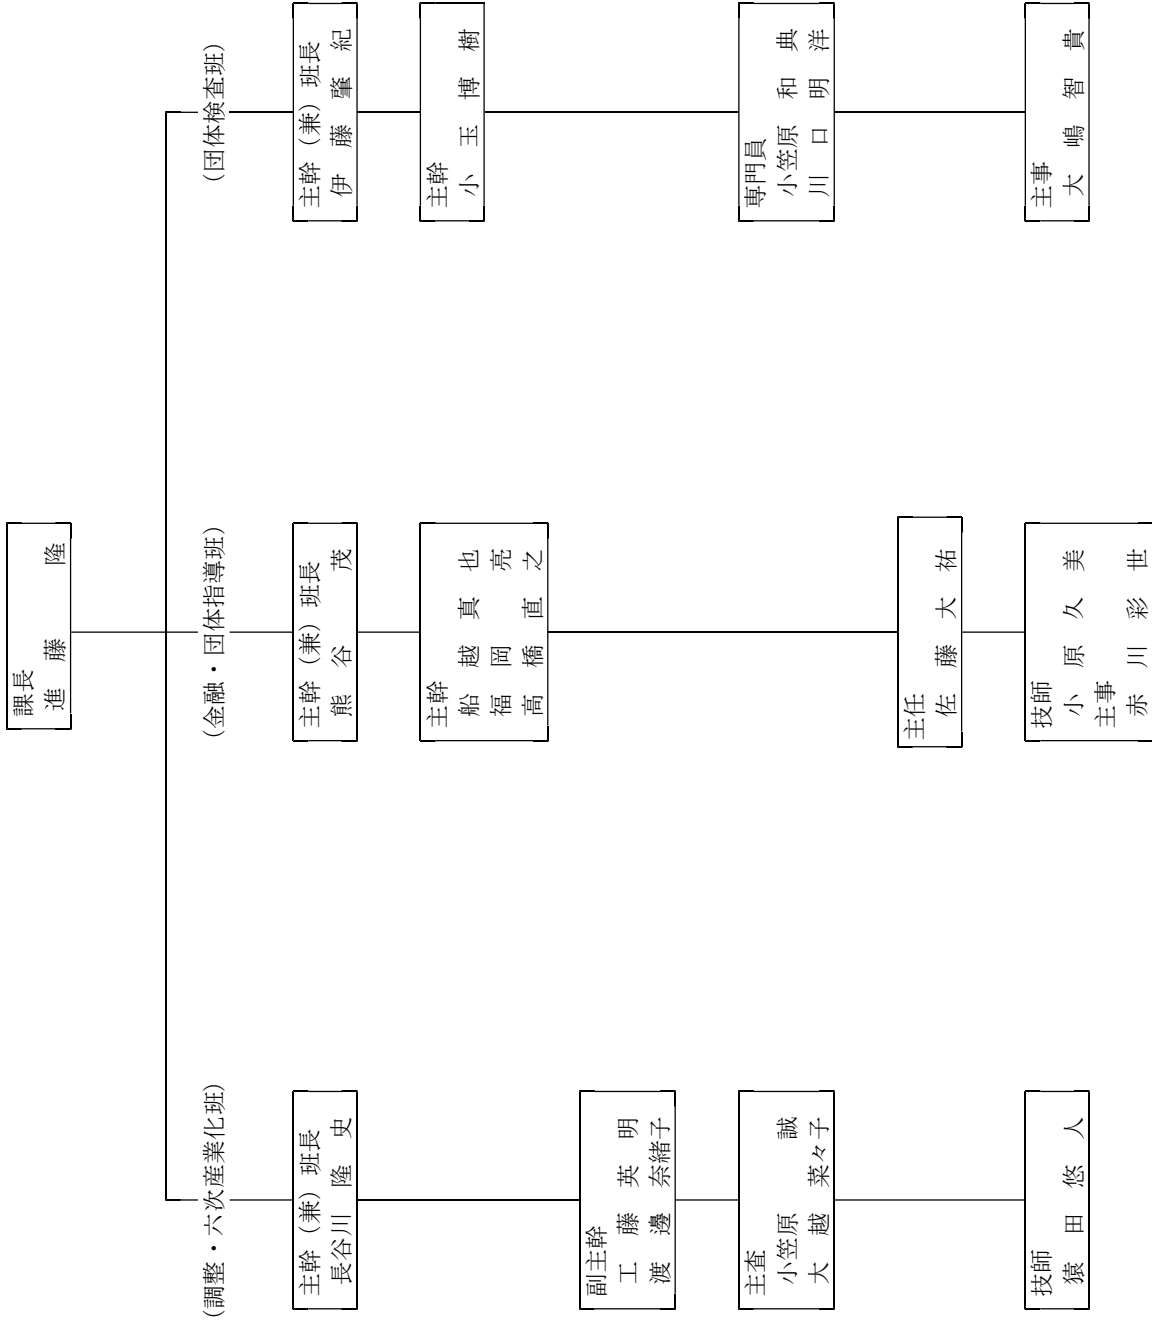 課長
進藤 隆
(調整・六次産業化班)
主幹(兼)班長
長谷川 隆 史
副主幹
工 藤 英 明
渡 邊 奈緒子
主査
小笠原 誠
大 越 菜々子
技師
猿 田 悠 人
(金融・団体指導班)
主幹(兼)班長
熊 谷 茂
主幹
船 越 真 也
福 岡 亮
高 橋 直 之
主任
佐 藤 大 祐
技師
小 原 久 美
主事
赤 川 彩 世
(団体検査班)
主幹(兼)班長
伊 藤 肇 紀
主幹
小 玉 博 樹
専門員
小笠原 和 典
川 口 明 洋
主事
大 嶋 智 貴